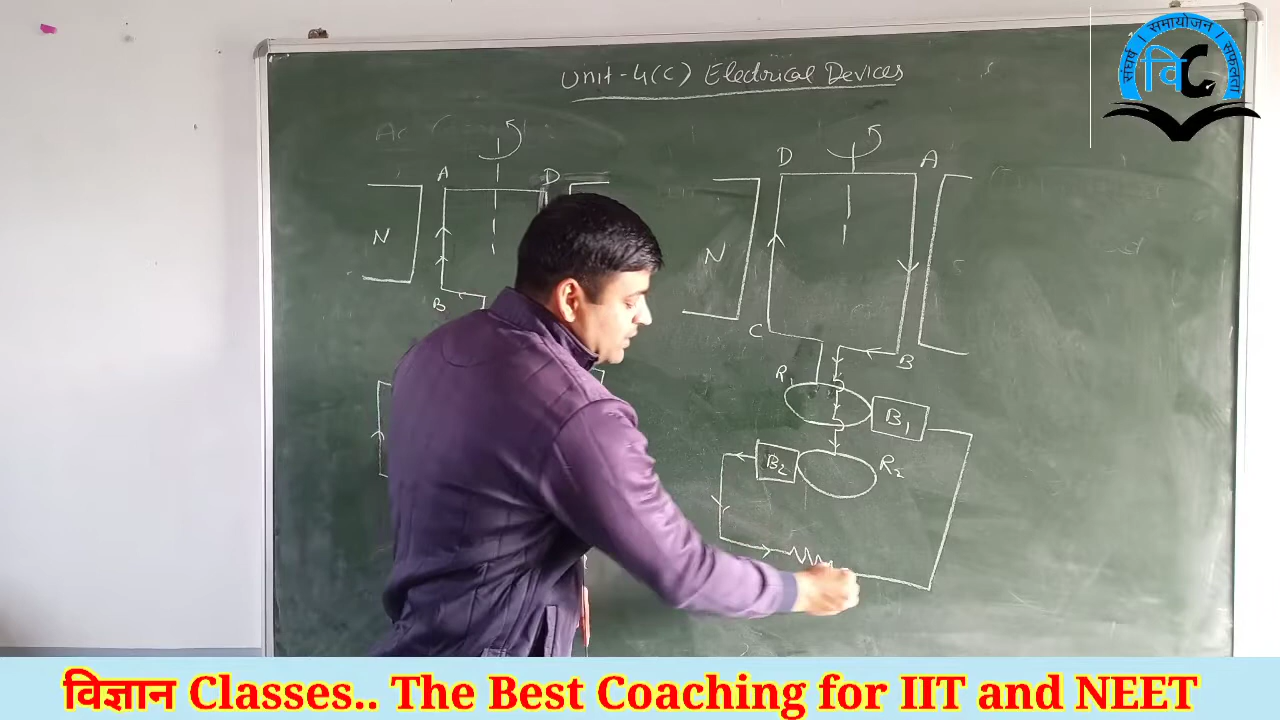 Unit-4(C) Electrical Devices
संघर्ष । समायोजन । सफलता
वि C
Ac
A D
N
B
D A
N
C B
R1
B1
B2
R2
विज्ञान Classes.. The Best Coaching for IIT and NEET